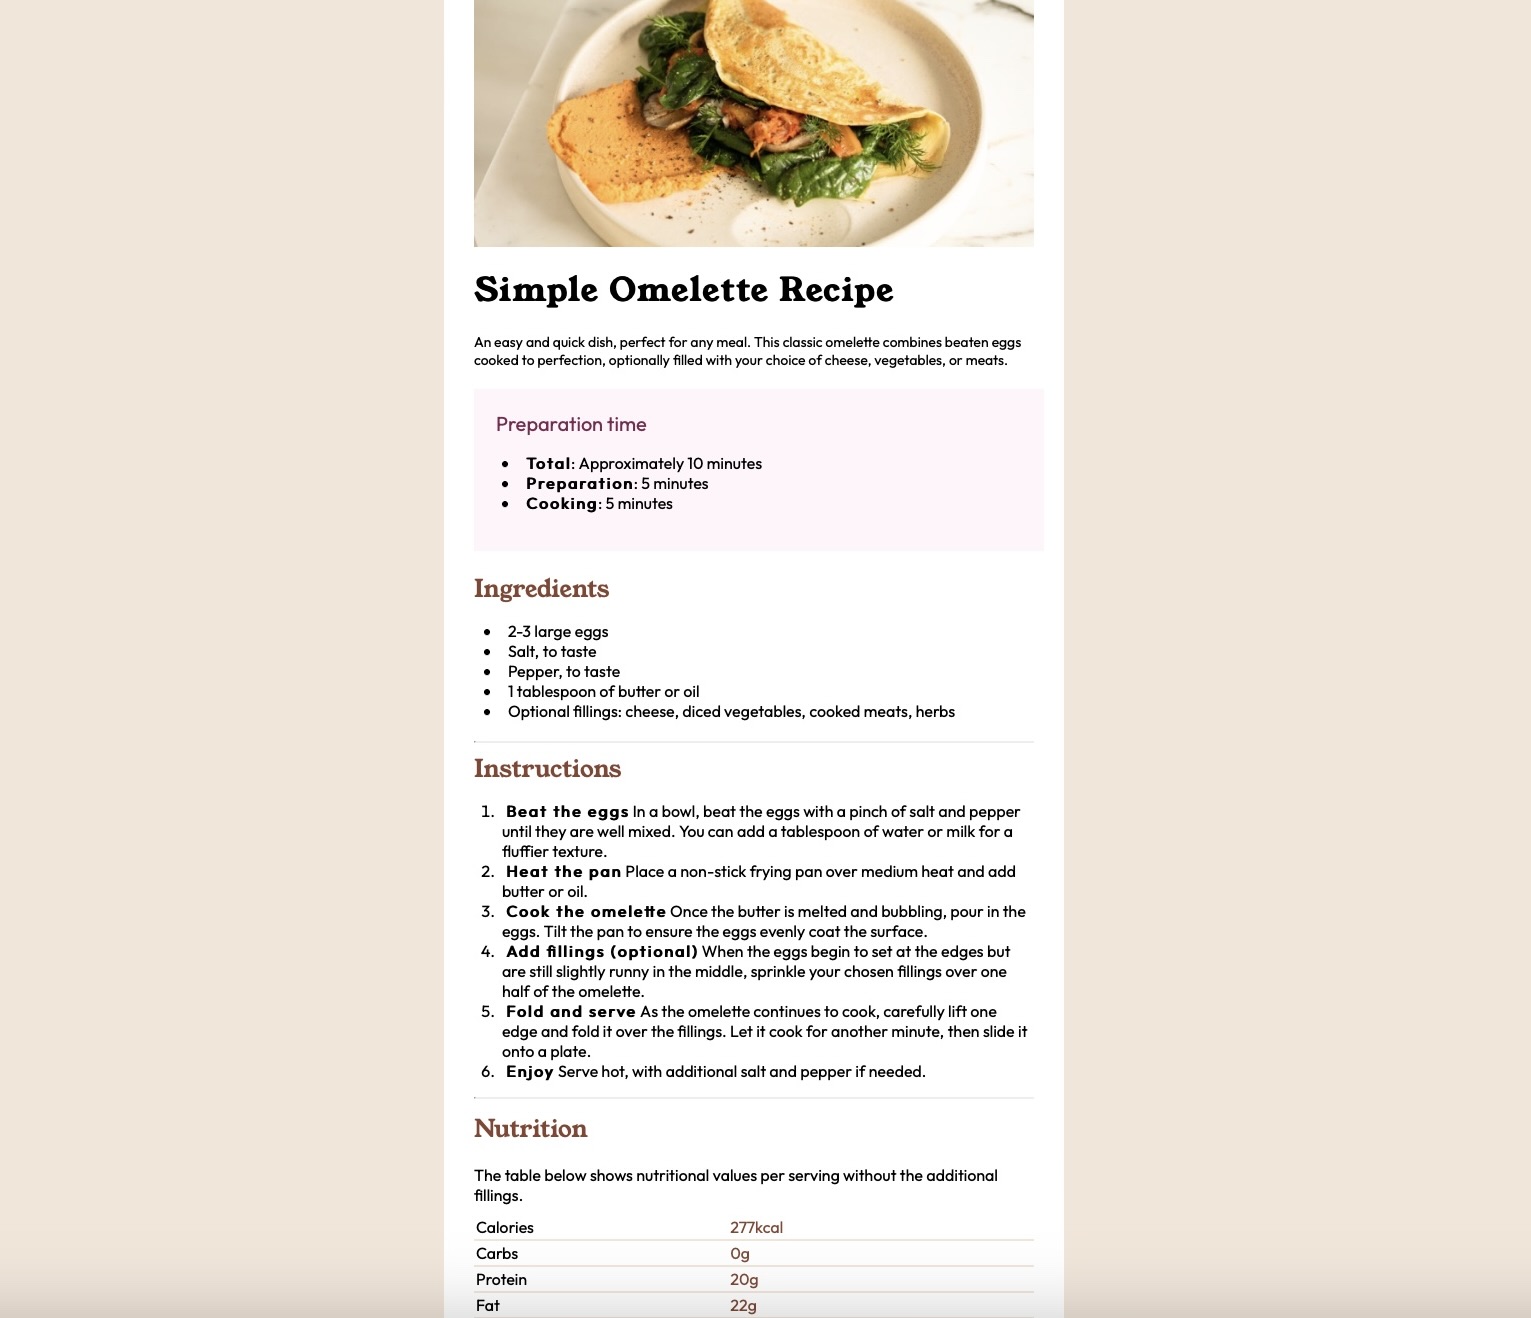 Simple Omelette Recipe
An easy and quick dish, perfect for any meal. This classic omelette combines beaten eggs
cooked to perfection, optionally filled with your choice of cheese, vegetables, or meats.
Preparation time
• Total: Approximately 10 minutes
• Preparation: 5 minutes
• Cooking: 5 minutes
Ingredients
• 2-3 large eggs
• Salt, to taste
• Pepper, to taste
• 1 tablespoon of butter or oil
• Optional fillings: cheese, diced vegetables, cooked meats, herbs
Instructions
1. Beat the eggs In a bowl, beat the eggs with a pinch of salt and pepper
until they are well mixed. You can add a tablespoon of water or milk for a
fluffier texture.
2. Heat the pan Place a non-stick frying pan over medium heat and add
butter or oil.
3. Cook the omelette Once the butter is melted and bubbling, pour in the
eggs. Tilt the pan to ensure the eggs evenly coat the surface.
4. Add fillings (optional) When the eggs begin to set at the edges but
are still slightly runny in the middle, sprinkle your chosen fillings over one
half of the omelette.
5. Fold and serve As the omelette continues to cook, carefully lift one
edge and fold it over the fillings. Let it cook for another minute, then slide it
onto a plate.
6. Enjoy Serve hot, with additional salt and pepper if needed.
Nutrition
The table below shows nutritional values per serving without the additional
fillings.
Calories 277kcal
Carbs 0g
Protein 20g
Fat 22g